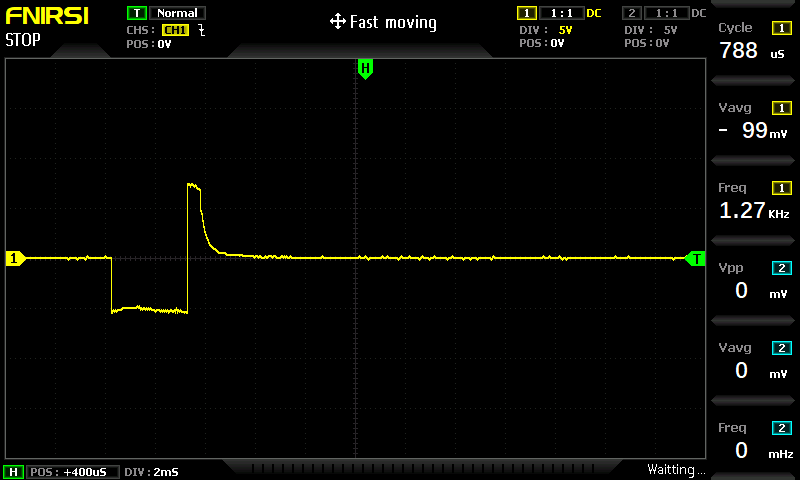 FNIRSI
STOP
T Normal
CHS: CH1
POS: 0V
Fast moving
1 1:1 DC
DIV: 5V
POS: 0V
2 1:1 DC
DIV: 5V
POS: 0V
H
1
T
Cycle 1
788 uS
Vavg 1
- 99 mV
Freq 1
1.27 KHz
Vpp 2
0 mV
Vavg 2
0 mV
Freq 2
0 mHz
H POS: +400uS DIV: 2mS
Waitting...